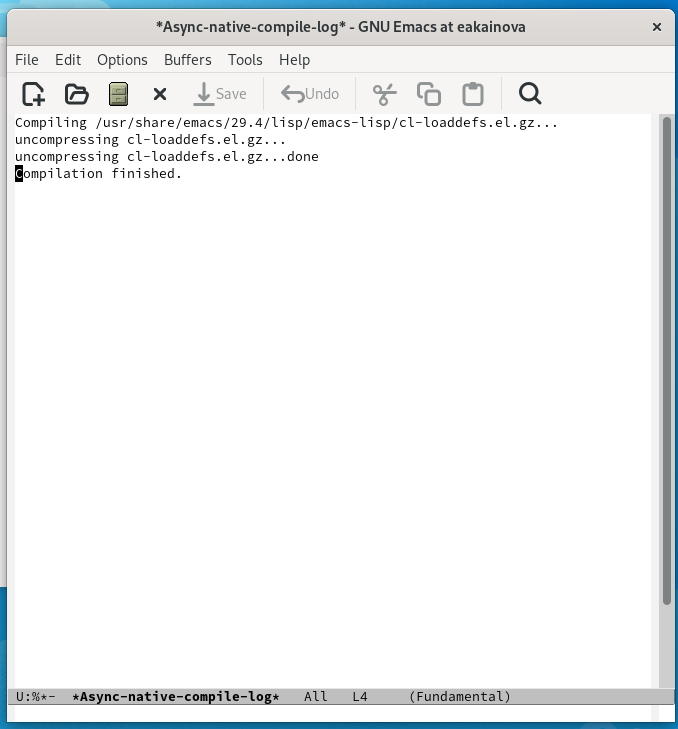 *Async-native-compile-log* - GNU Emacs at eakainova
File Edit Options Buffers Tools Help
Save Undo
Compiling /usr/share/emacs/29.4/lisp/emacs-lisp/cl-loaddefs.el.gz...
uncompressing cl-loaddefs.el.gz...
uncompressing cl-loaddefs.el.gz...done
Compilation finished.
U:%*- *Async-native-compile-log* All L4 (Fundamental)